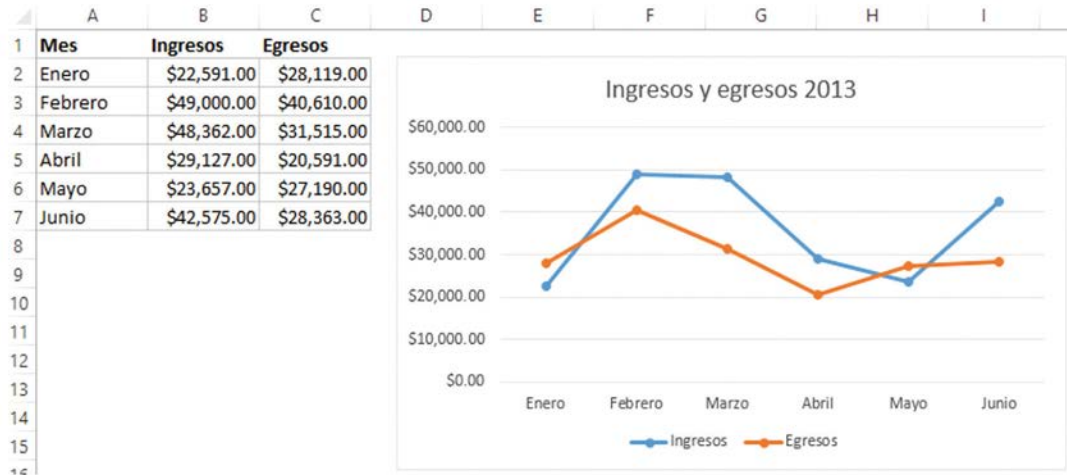 A B C D E F G H I
1 Mes Ingresos Egresos
2 Enero $22,591.00 $28,119.00
3 Febrero $49,000.00 $40,610.00
4 Marzo $48,362.00 $31,515.00
5 Abril $29,127.00 $20,591.00
6 Mayo $23,657.00 $27,190.00
7 Junio $42,575.00 $28,363.00
8
9
10
11
12
13
14
15
16
Ingresos y egresos 2013
$60,000.00
$50,000.00
$40,000.00
$30,000.00
$20,000.00
$10,000.00
$0.00
Enero Febrero Marzo Abril Mayo Junio
Ingresos Egresos